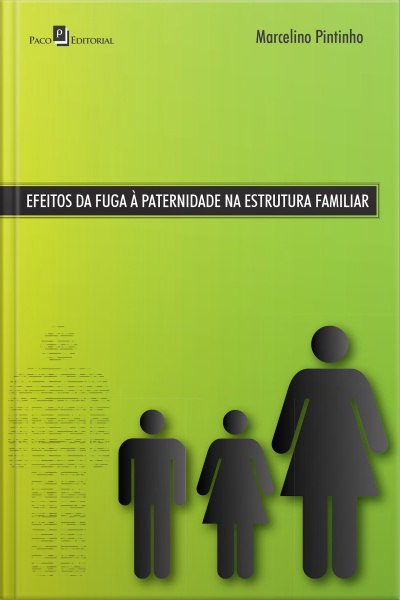 PACO EDITORIAL
Marcelino Pintinho
EFEITOS DA FUGA À PATERNIDADE NA ESTRUTURA FAMILIAR